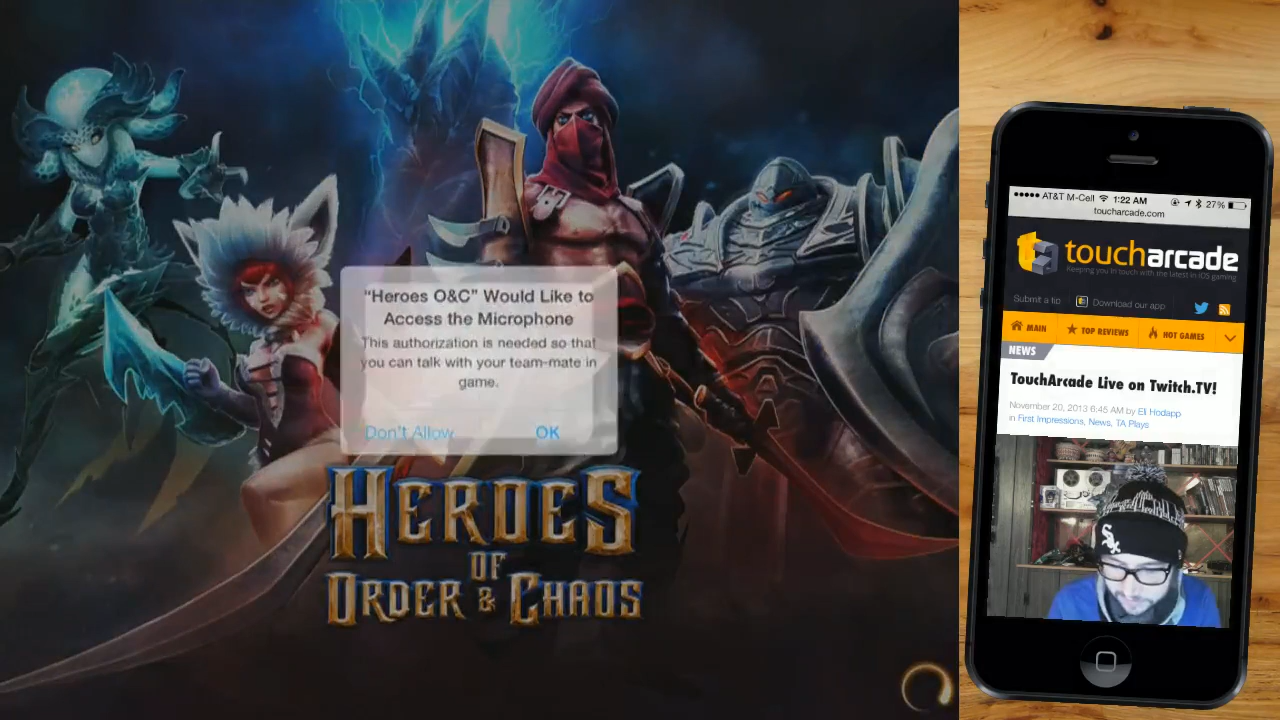 “Heroes O&C” Would Like to
Access the Microphone
This authorization is needed so that
you can talk with your team-mate in
game.
Don't Allow
OK
HEROES
OF
ORDER & CHAOS
AT&T M-Cell
1:22 AM
27%
toucharcade.com
toucharcade
Keeping you in touch with the latest in iOS gaming
Submit a tip
Download our app
MAIN
TOP REVIEWS
HOT GAMES
NEWS
TouchArcade Live on Twitch.TV!
November 20, 2013 6:45 AM by Eli Hodapp
in First Impressions, News, TA Plays
SOX